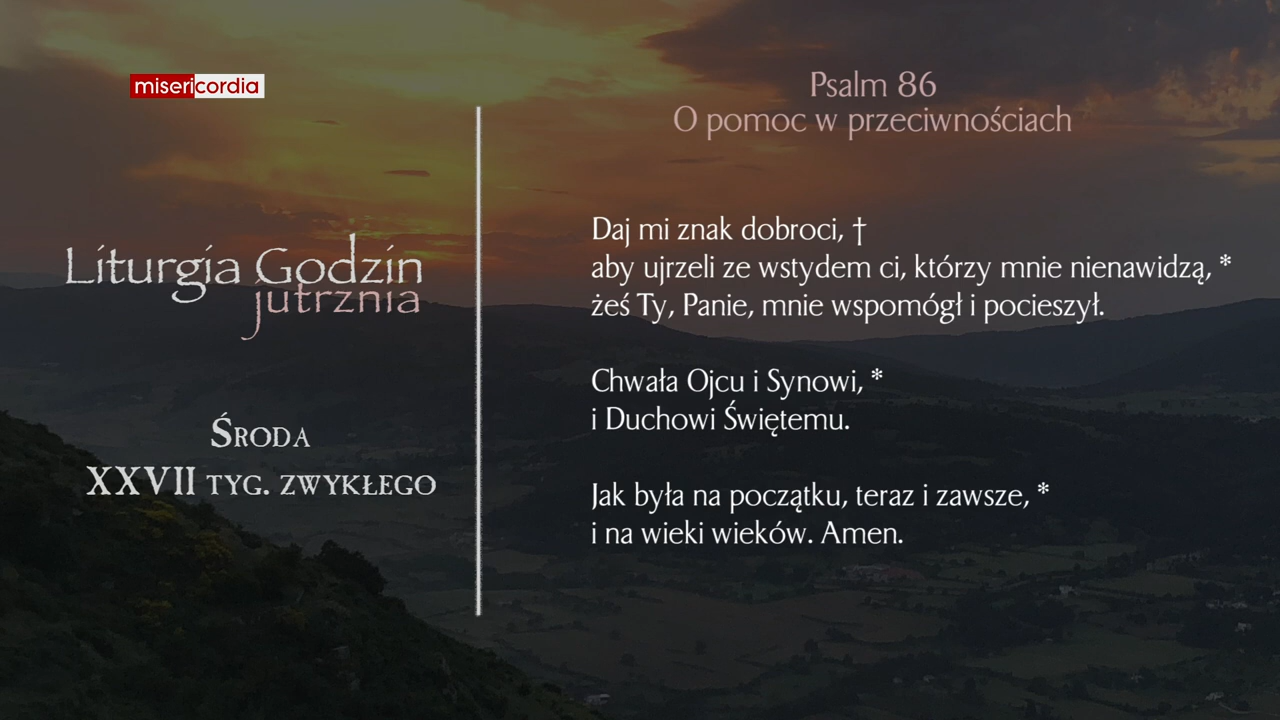 misericordia
Liturgia Godzin
jutrznia
Środa
XXVII tyg. zwykłego
Psalm 86
O pomoc w przeciwnościach
Daj mi znak dobroci, †
aby ujrzeli ze wstydem ci, którzy mnie nienawidzą, *
żeś Ty, Panie, mnie wspomógł i pocieszył.
Chwała Ojcu i Synowi, *
i Duchowi Świętemu.
Jak była na początku, teraz i zawsze, *
i na wieki wieków. Amen.